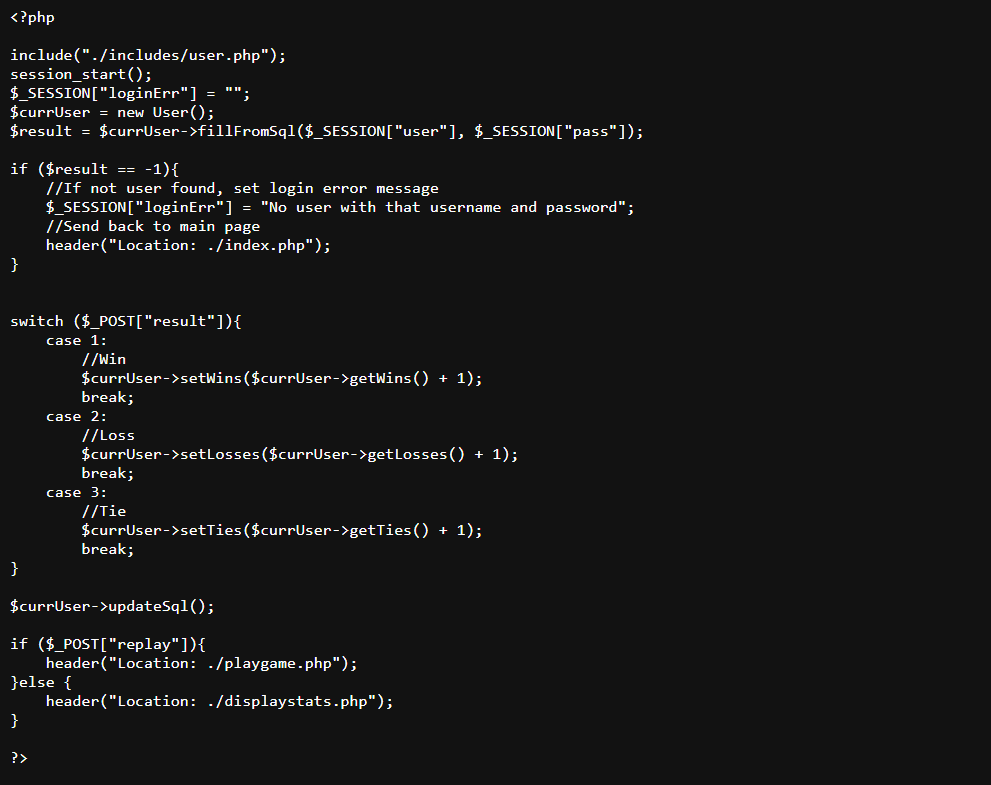 <?php
include("./includes/user.php");
session_start();
$_SESSION["loginErr"] = "";
$currUser = new User();
$result = $currUser->fillFromSql($_SESSION["user"], $_SESSION["pass"]);
if ($result == -1){
//If not user found, set login error message
$_SESSION["loginErr"] = "No user with that username and password";
//Send back to main page
header("Location: ./index.php");
}
switch ($_POST["result"]){
case 1:
//Win
$currUser->setWins($currUser->getWins() + 1);
break;
case 2:
//Loss
$currUser->setLosses($currUser->getLosses() + 1);
break;
case 3:
//Tie
$currUser->setTies($currUser->getTies() + 1);
break;
}
$currUser->updateSql();
if ($_POST["replay"]){
header("Location: ./playgame.php");
}else {
header("Location: ./displaystats.php");
}
?>